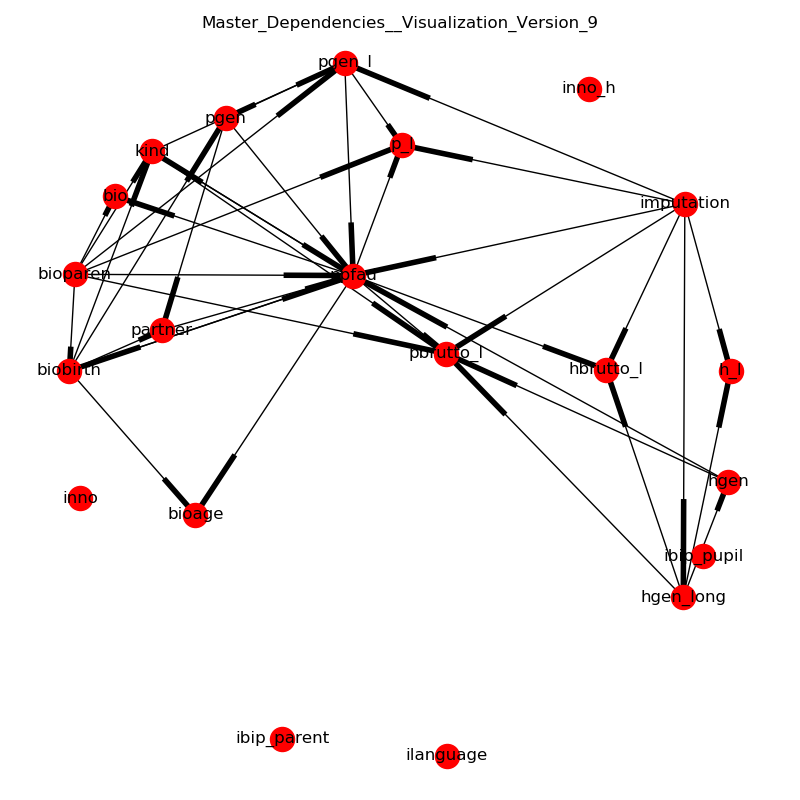 Master_Dependencies__Visualization_Version_9
pgen_l
inno_h
pgen
p_l
kind
bio
imputation
bioparen
ppfad
partner
pbrutto_l
biobirth
hbrutto_l
h_l
hgen
inno
bioage
ibip_pupil
hgen_long
ibip_parent
ilanguage